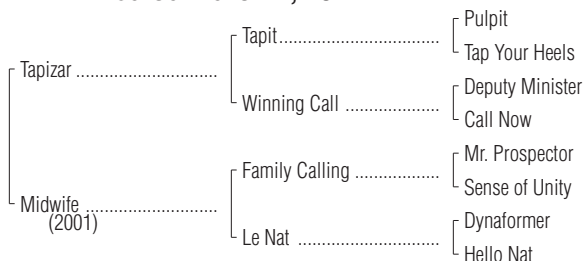 Tapizar
Midwife
(2001)
Tapit
Winning Call
Family Calling
Le Nat
Pulpit
Tap Your Heels
Deputy Minister
Call Now
Mr. Prospector
Sense of Unity
Dynaformer
Hello Nat